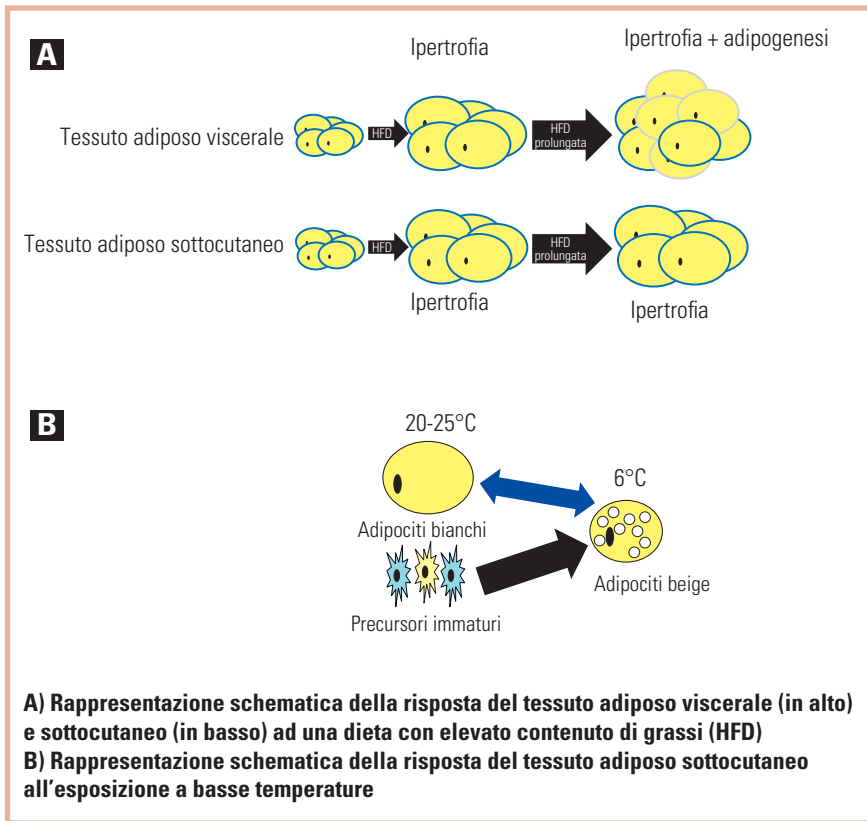 A
Ipertrofia
Ipertrofia + adipogenesi
Tessuto adiposo viscerale
HFD
HFD
prolungata
Tessuto adiposo sottocutaneo
HFD
HFD
prolungata
Ipertrofia
Ipertrofia
B
20-25°C
6°C
Adipociti bianchi
Adipociti beige
Precursori immaturi
A) Rappresentazione schematica della risposta del tessuto adiposo viscerale (in alto)
e sottocutaneo (in basso) ad una dieta con elevato contenuto di grassi (HFD)
B) Rappresentazione schematica della risposta del tessuto adiposo sottocutaneo
all'esposizione a basse temperature